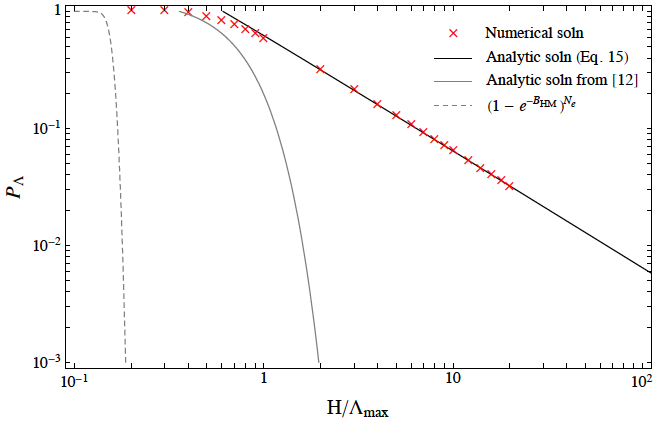 1
10⁻¹
10⁻²
10⁻³
P_Λ
× Numerical soln
Analytic soln (Eq. 15)
Analytic soln from [12]
(1 − e^{−B_HM})^{N_e}
10⁻¹ 1 10 10²
H/Λ_max